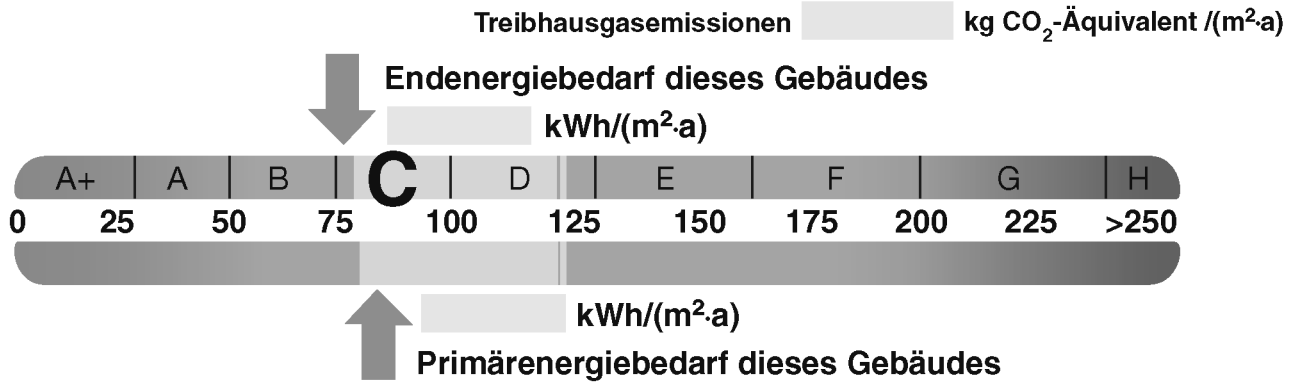 Treibhausgasemissionen kg CO₂-Äquivalent /(m²·a)
Endenergiebedarf dieses Gebäudes
kWh/(m²·a)
A+ A B C D E F G H
0 25 50 75 100 125 150 175 200 225 >250
kWh/(m²·a)
Primärenergiebedarf dieses Gebäudes